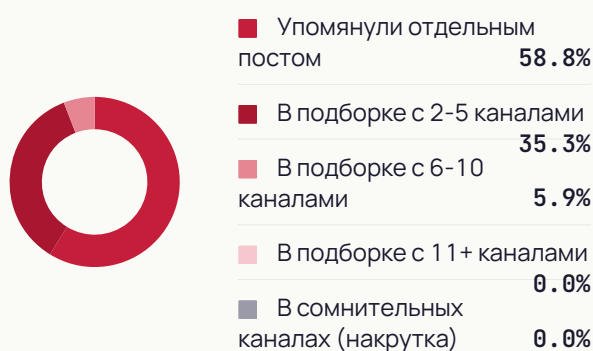 Упомянули отдельным
постом 58.8%
В подборке с 2-5 каналами
35.3%
В подборке с 6-10
каналами 5.9%
В подборке с 11+ каналами
0.0%
В сомнительных
каналах (накрутка) 0.0%